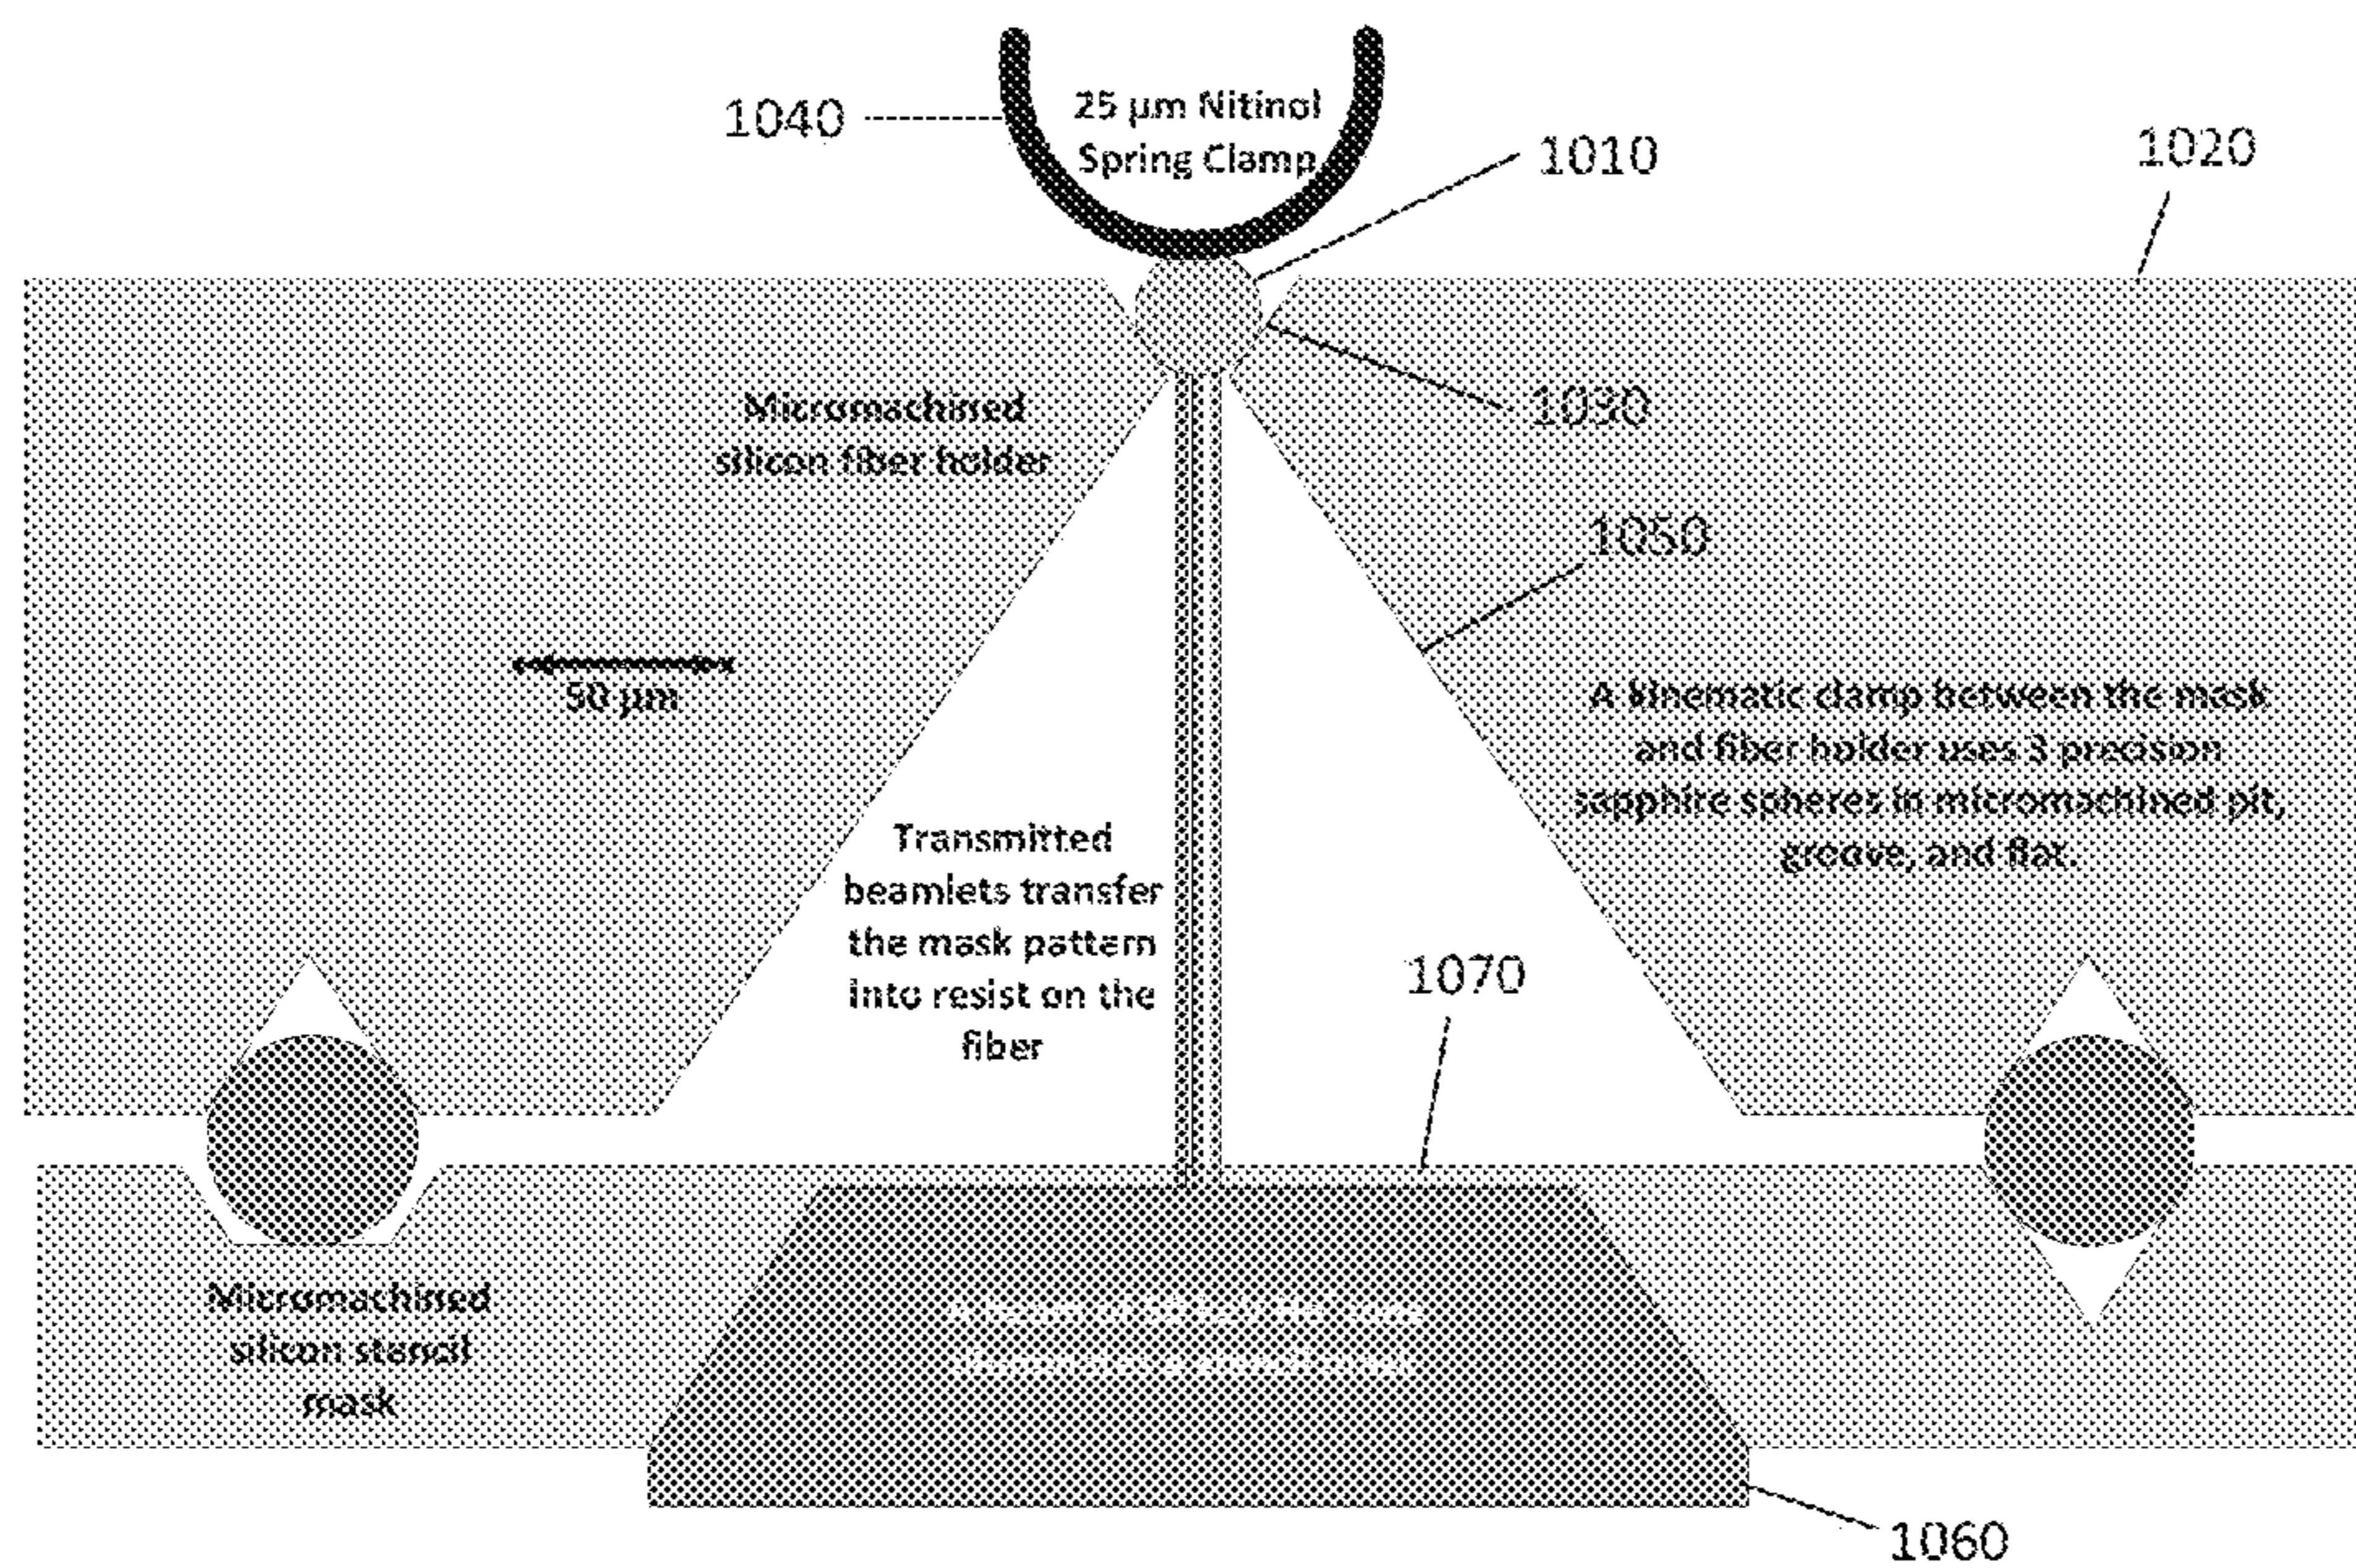 1040
25 µm Nitinol
Spring Clamp
1010
1020
1030
Micromachined
silicon fiber holder
1050
50 µm
A kinematic clamp between the mask
and fiber holder uses 3 precision
sapphire spheres in micromachined pit,
groove, and flat.
Transmitted
beamlets transfer
the mask pattern
into resist on the
fiber
1070
Micromachined
silicon stencil
mask
1060